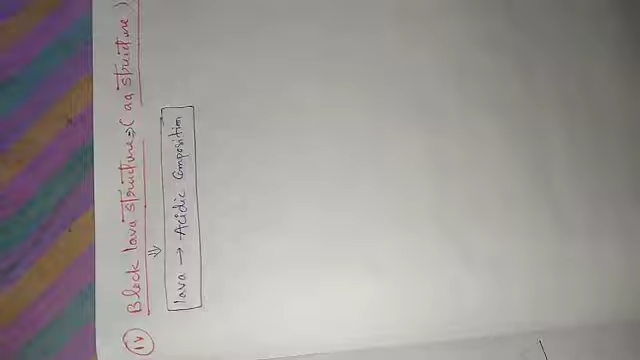 (iv) Block lava structure ⇒ (aa structure)
⇓
lava → Acidic Composition